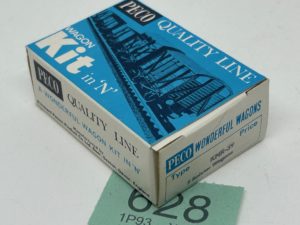 PECO QUALITY LINE
WAGON
Kit
in 'N'
PECO QUALITY LINE
A WONDERFUL WAGON KIT IN 'N'
PECO WONDERFUL WAGONS
Type
Price
628
1P93